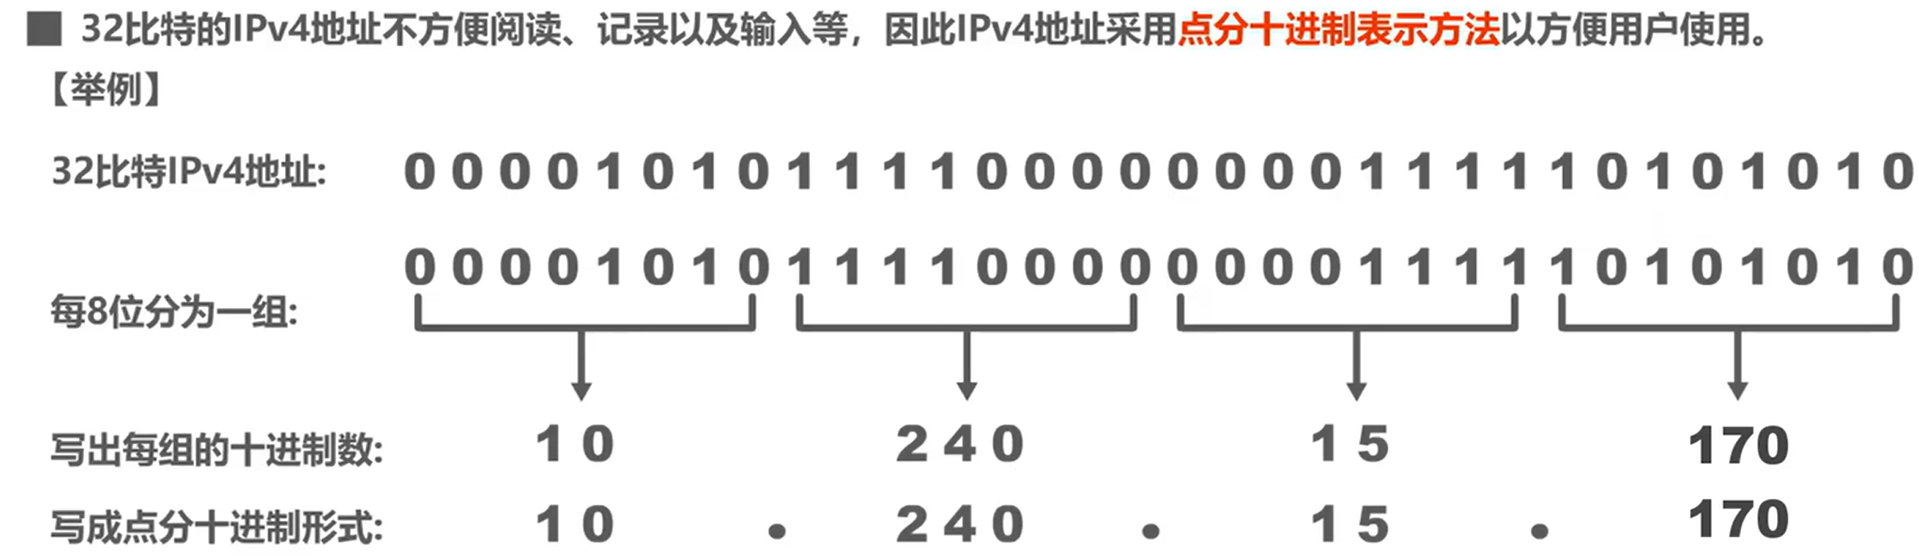 ■ 32比特的IPv4地址不方便阅读、记录以及输入等，因此IPv4地址采用点分十进制表示方法以方便用户使用。
【举例】
32比特IPv4地址: 0 0 0 0 1 0 1 0 1 1 1 1 0 0 0 0 0 0 0 0 1 1 1 1 1 0 1 0 1 0 1 0
0 0 0 0 1 0 1 0 1 1 1 1 0 0 0 0 0 0 0 0 1 1 1 1 1 0 1 0 1 0 1 0
每8位分为一组:
写出每组的十进制数: 10 240 15 170
写成点分十进制形式: 10 . 240 . 15 . 170